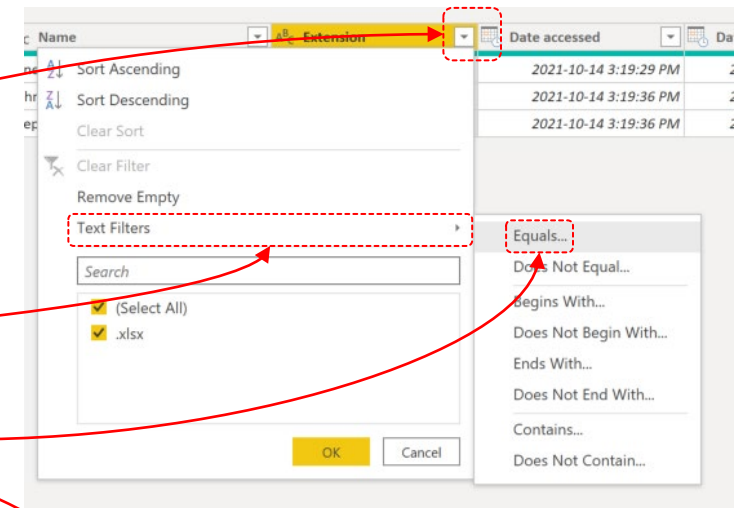 Name Extension Date accessed Da
Sort Ascending 2021-10-14 3:19:29 PM
Sort Descending 2021-10-14 3:19:36 PM
Clear Sort 2021-10-14 3:19:36 PM
Clear Filter
Remove Empty
Text Filters
Equals...
Search
Does Not Equal...
(Select All)
Begins With...
.xlsx
Does Not Begin With...
Ends With...
Does Not End With...
Contains...
OK Cancel
Does Not Contain...